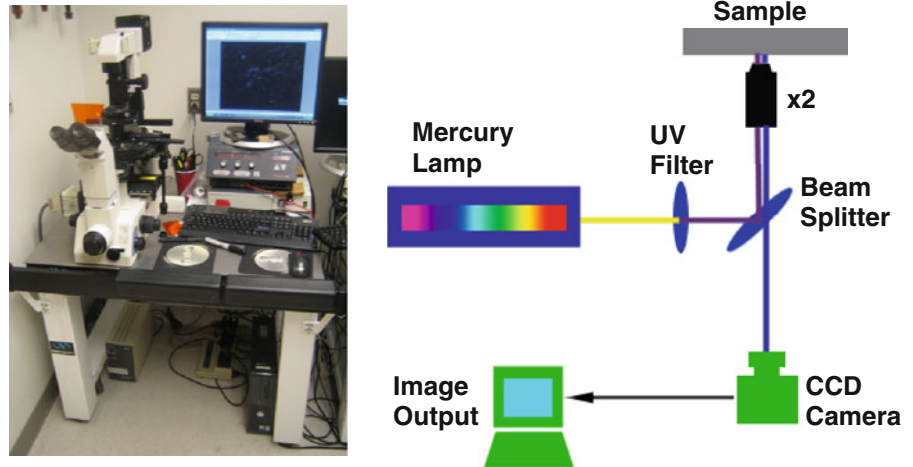 Sample
x2
Mercury
Lamp
UV
Filter
Beam
Splitter
Image
Output
CCD
Camera